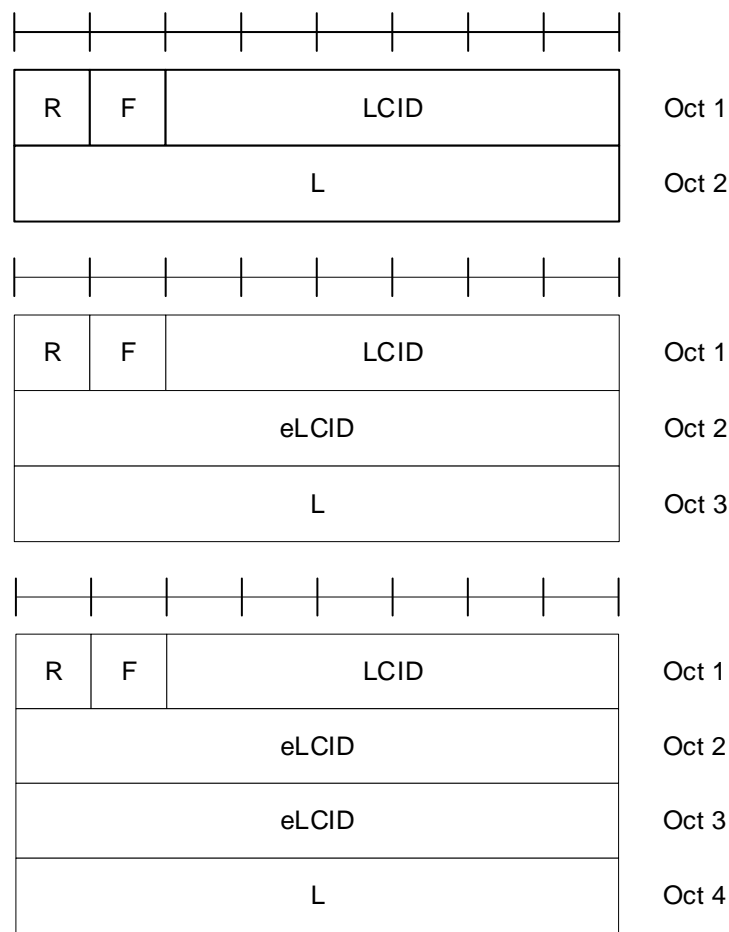 R F LCID Oct 1
L Oct 2
R F LCID Oct 1
eLCID Oct 2
L Oct 3
R F LCID Oct 1
eLCID Oct 2
eLCID Oct 3
L Oct 4